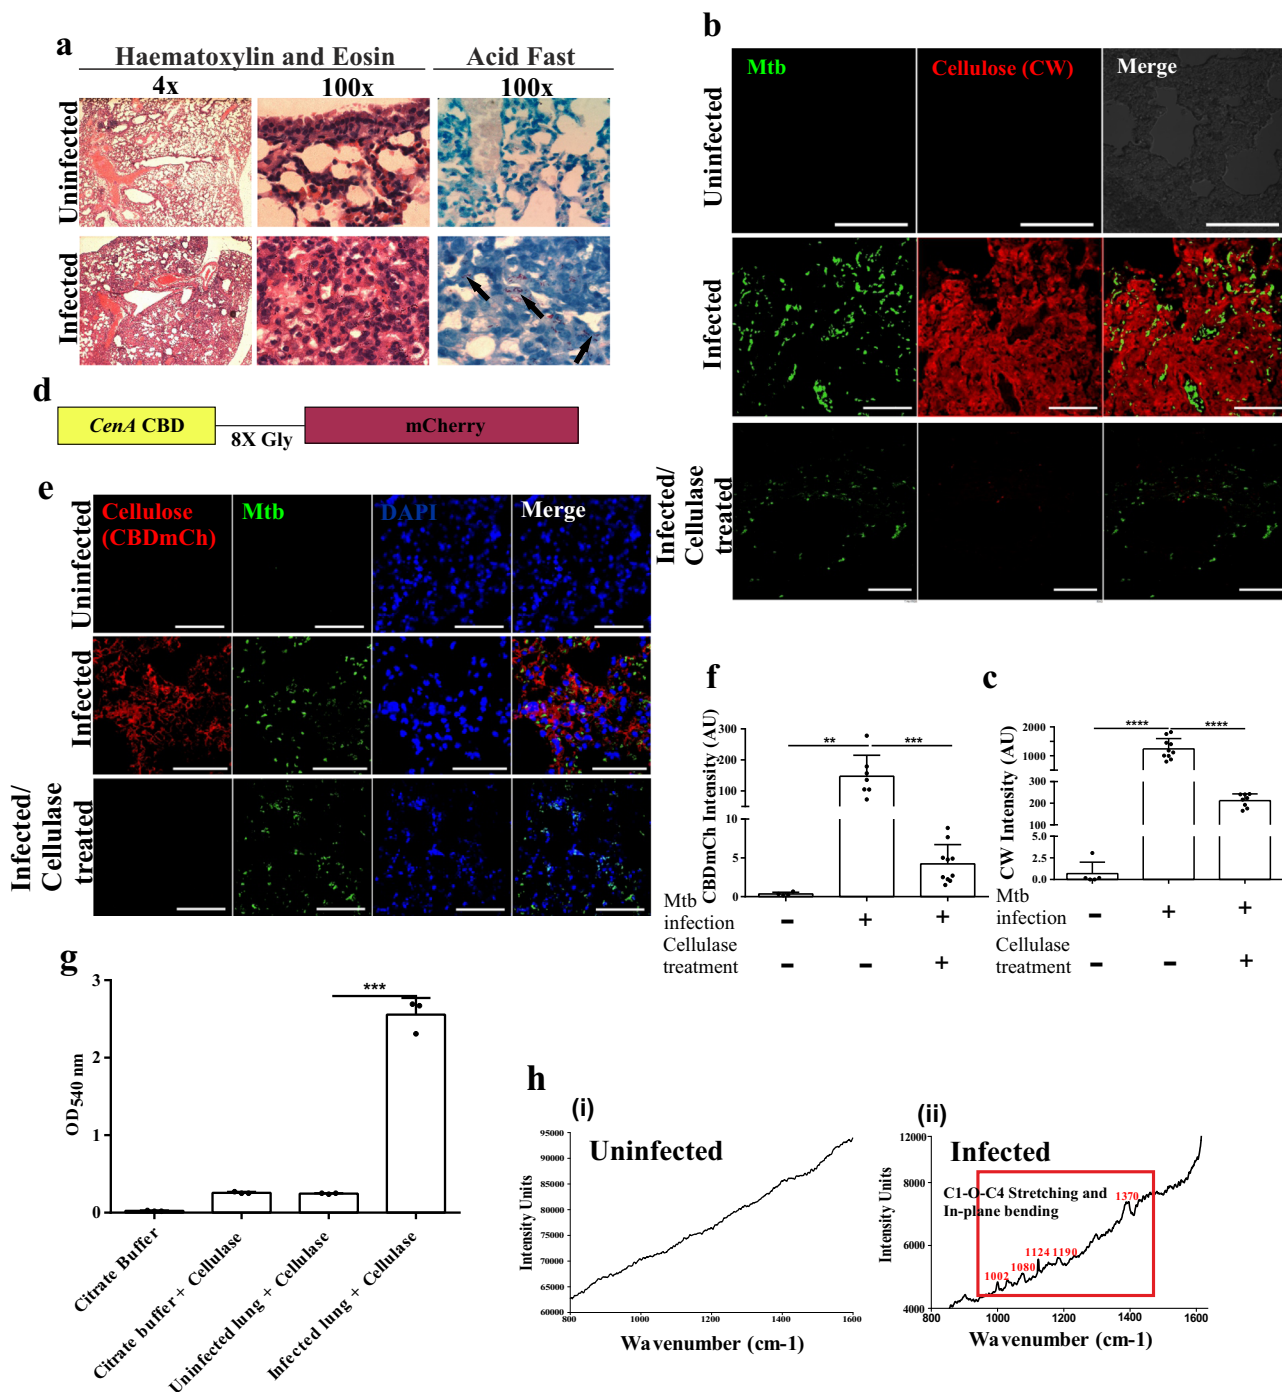 a
Haematoxylin and Eosin
Acid Fast
4x
100x
100x
Uninfected
Infected
b
Mtb
Cellulose (CW)
Merge
Uninfected
Infected
Infected/
Cellulase
treated
d
CenA CBD
8X Gly
mCherry
e
Cellulose
(CBDmCh)
Mtb
DAPI
Merge
Uninfected
Infected
Infected/
Cellulase
treated
f
CBDmCh Intensity (AU)
300
200
100
10
5
0
**
***
Mtb
infection
− + +
Cellulase
treatment
− − +
c
CW Intensity (AU)
2000
1000
300
200
100
5.0
2.5
0.0
****
****
Mtb
infection
− + +
Cellulase
treatment
− − +
g
OD540 nm
3
2
1
0
***
Citrate Buffer
Citrate buffer + Cellulase
Uninfected lung + Cellulase
Infected lung + Cellulase
h
(i)
Uninfected
Intensity Units
95000
90000
85000
80000
75000
70000
65000
60000
800 1000 1200 1400 1600
Wavenumber (cm-1)
(ii)
Infected
Intensity Units
12000
8000
6000
4000
C1-O-C4 Stretching and
In-plane bending
1370
1124
1190
1080
1002
1000 1200 1400 1600
Wavenumber (cm-1)